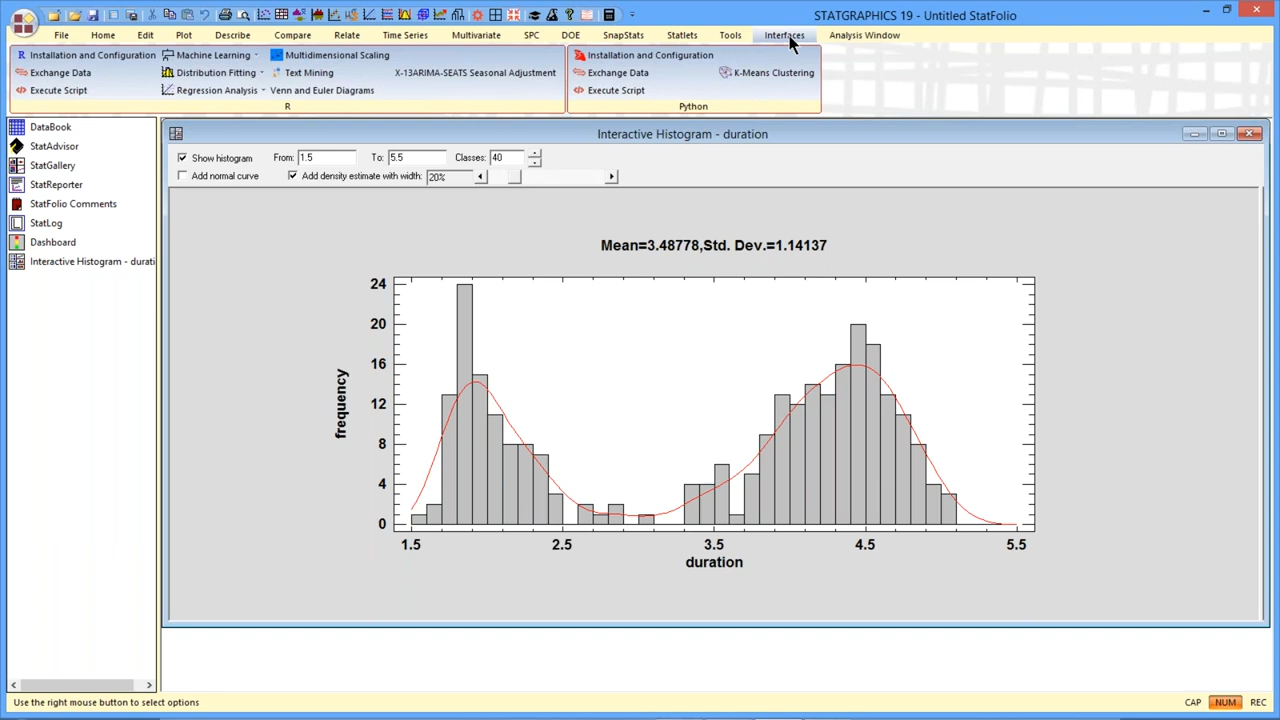 STATGRAPHICS 19 - Untitled StatFolio
File Home Edit Plot Describe Compare Relate Time Series Multivariate SPC DOE SnapStats Statlets Tools Interfaces Analysis Window
R Installation and Configuration Machine Learning Multidimensional Scaling Installation and Configuration
Exchange Data Distribution Fitting Text Mining X-13ARIMA-SEATS Seasonal Adjustment Exchange Data K-Means Clustering
Execute Script Regression Analysis Venn and Euler Diagrams Execute Script
R Python
DataBook
StatAdvisor
StatGallery
StatReporter
StatFolio Comments
StatLog
Dashboard
Interactive Histogram - durati
Interactive Histogram - duration
Show histogram From: 1.5 To: 5.5 Classes: 40
Add normal curve Add density estimate with width: 20%
Mean=3.48778,Std. Dev.=1.14137
24
20
16
12
8
4
0
frequency
1.5 2.5 3.5 4.5 5.5
duration
Use the right mouse button to select options CAP NUM REC